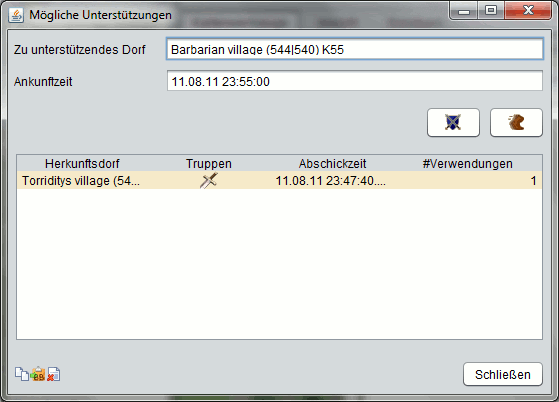 Mögliche Unterstützungen
Zu unterstützendes Dorf Barbarian village (544|540) K55
Ankunftzeit 11.08.11 23:55:00
Herkunftsdorf Truppen Abschickzeit #Verwendungen
Torriditys village (54... 11.08.11 23:47:40.... 1
BB
Schließen